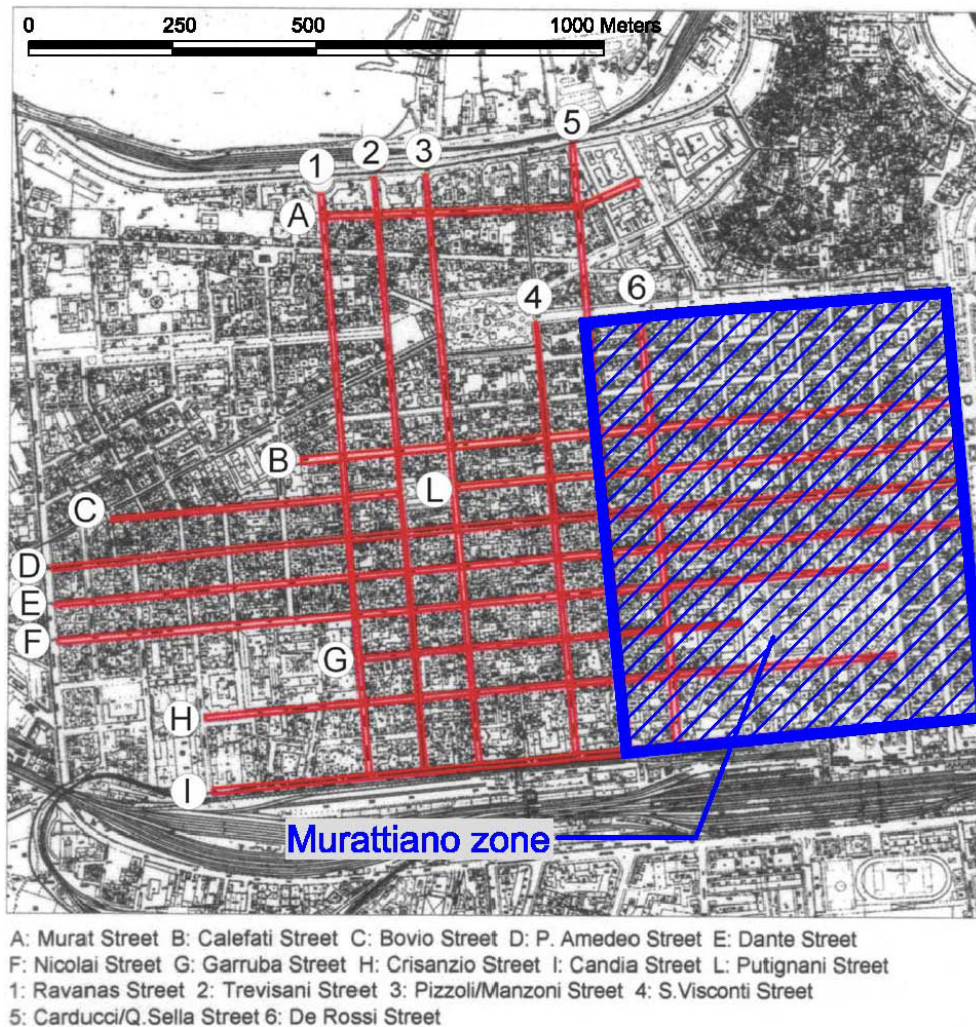 0 250 500 1000 Meters
5
1 2 3
A
4 6
B
C L
D
E
F
G
H
I
Murattiano zone
A: Murat Street B: Calefati Street C: Bovio Street D: P. Amedeo Street E: Dante Street
F: Nicolai Street G: Garruba Street H: Crisanzio Street I: Candia Street L: Putignani Street
1: Ravanas Street 2: Trevisani Street 3: Pizzoli/Manzoni Street 4: S.Visconti Street
5: Carducci/Q.Sella Street 6: De Rossi Street